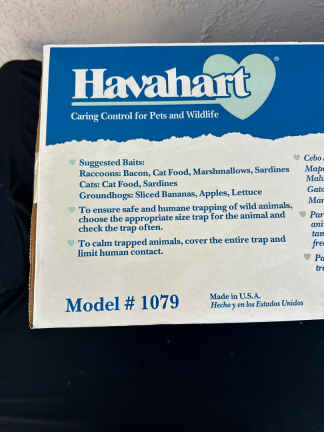 Havahart®
Caring Control for Pets and Wildlife
Suggested Baits:
Raccoons: Bacon, Cat Food, Marshmallows, Sardines
Cats: Cat Food, Sardines
Groundhogs: Sliced Bananas, Apples, Lettuce
To ensure safe and humane trapping of wild animals,
choose the appropriate size trap for the animal and
check the trap often.
To calm trapped animals, cover the entire trap and
limit human contact.
Model # 1079
Made in U.S.A.
Hecho y en los Estados Unidos
Cebo